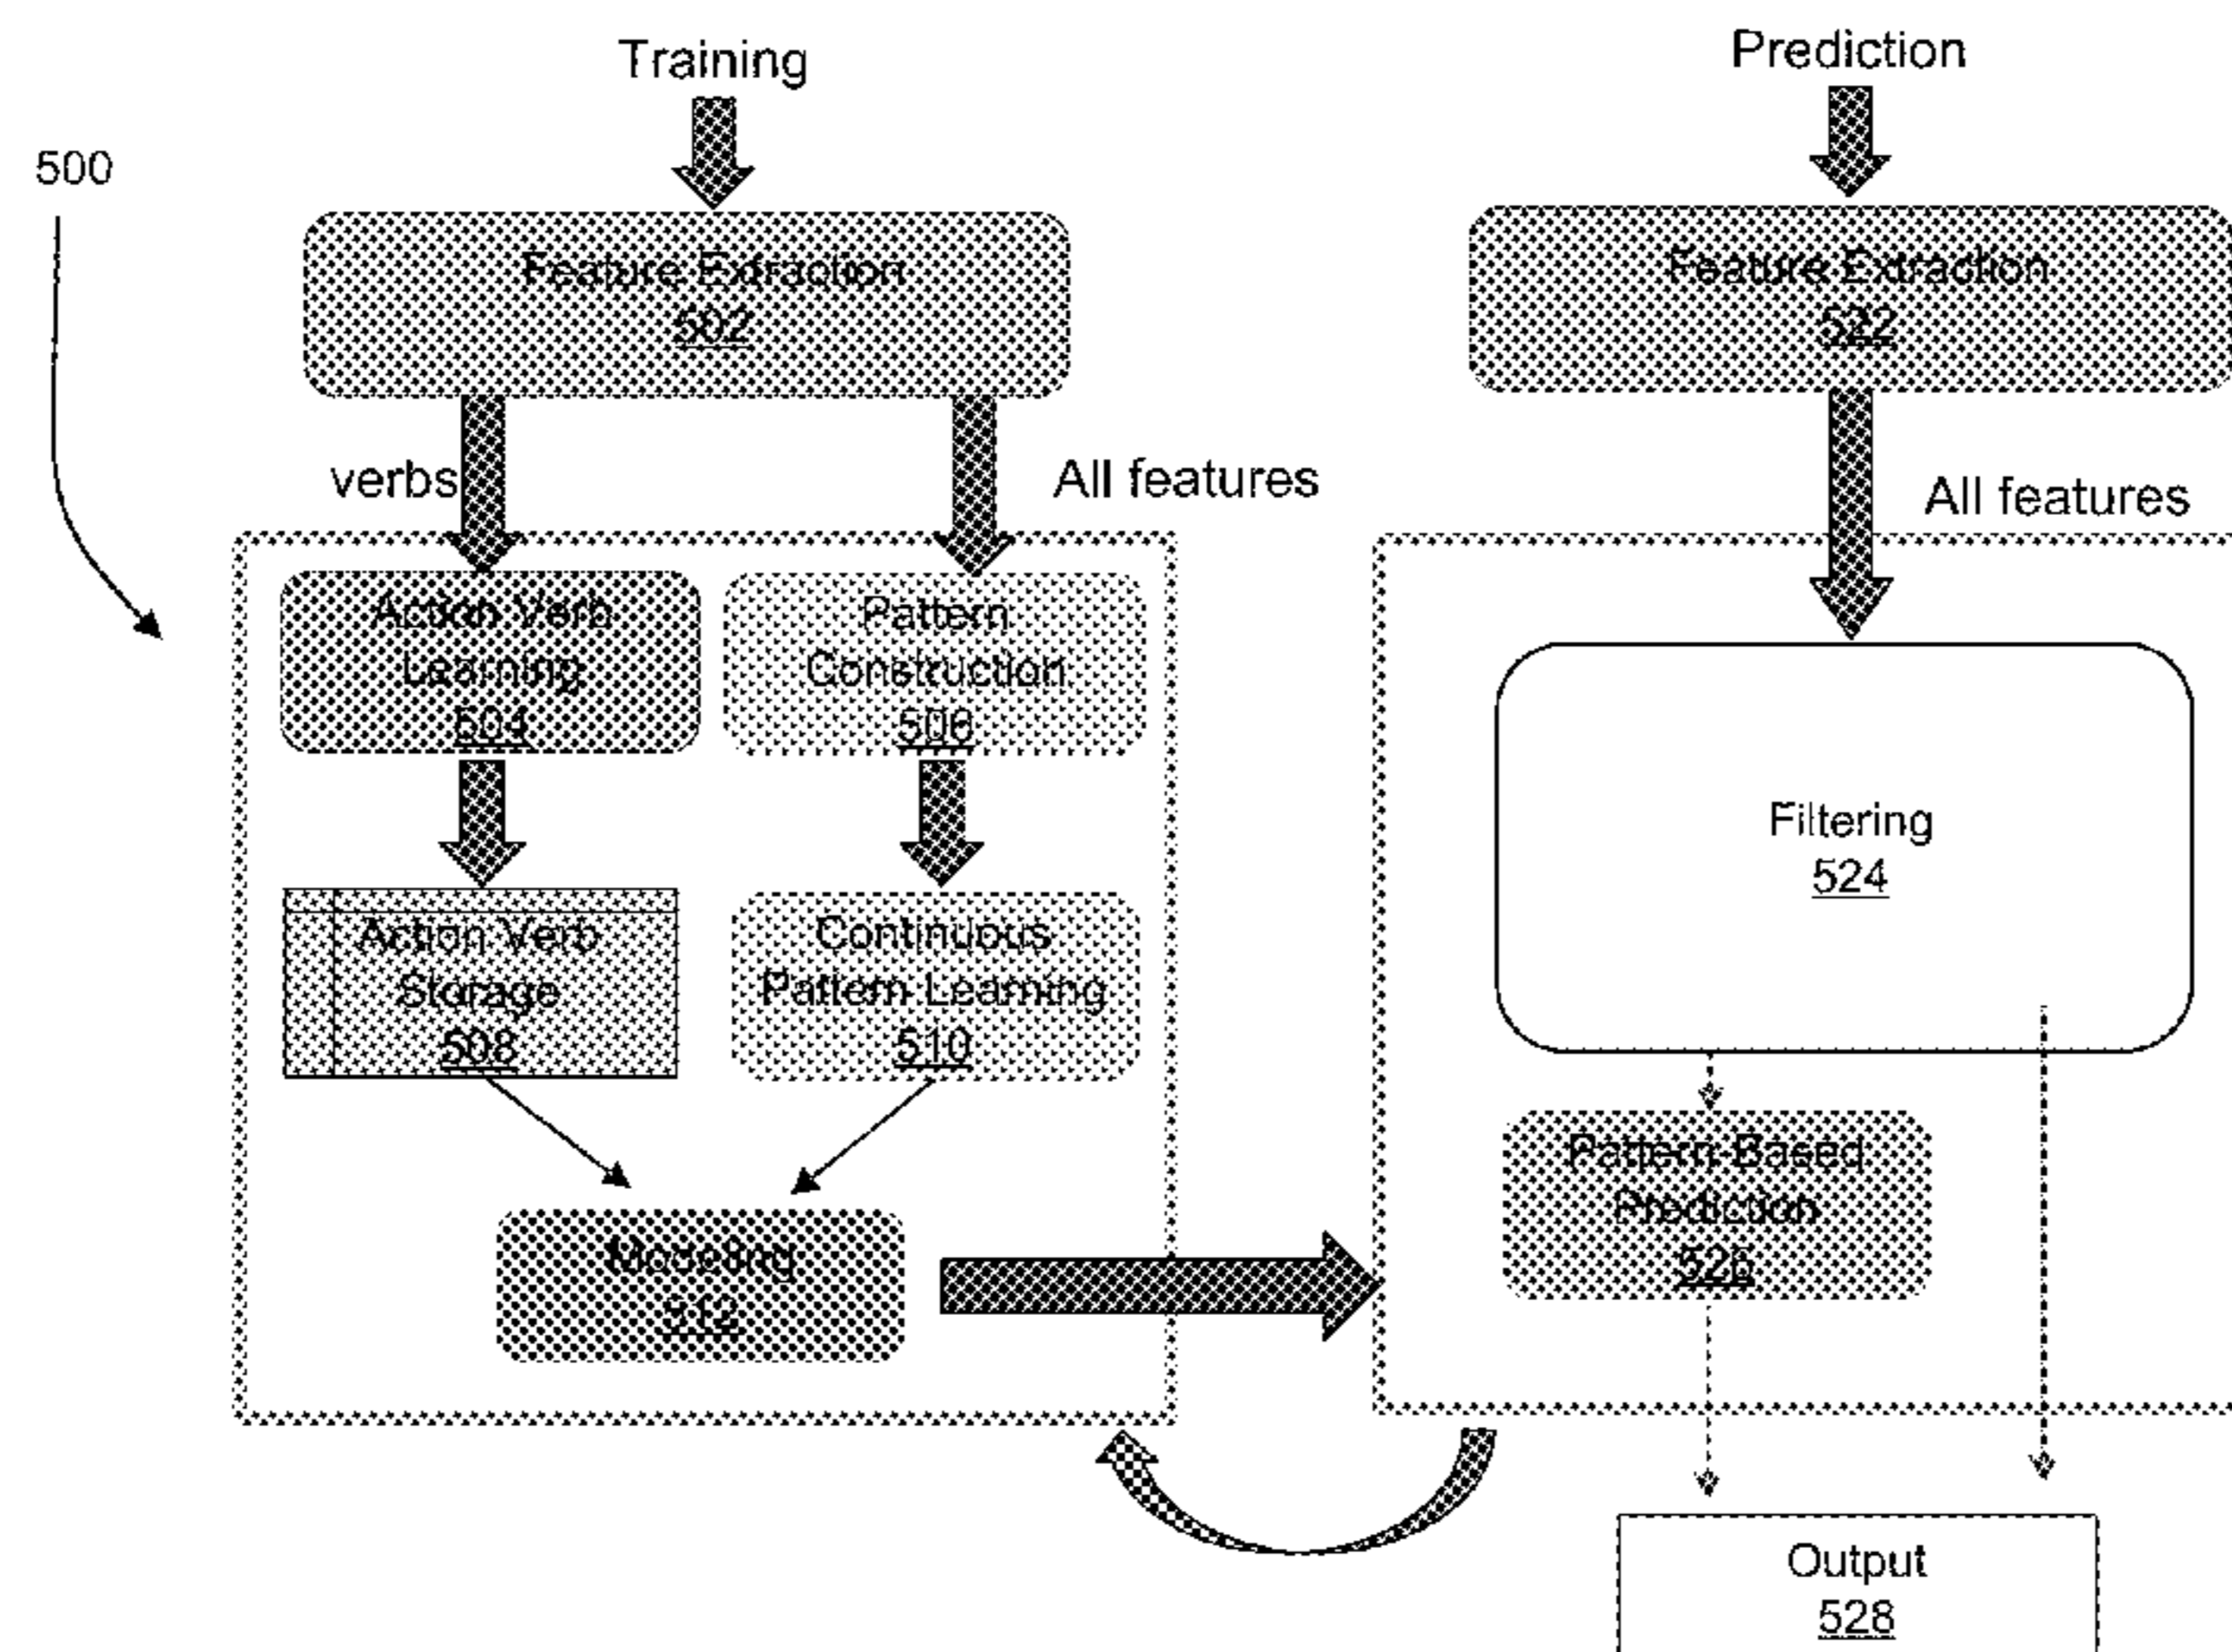 Training
Prediction
500
Feature Extraction
502
Feature Extraction
522
verbs
All features
All features
Action Verb
Learning
504
Pattern
Construction
506
Filtering
524
Action Verb
Storage
508
Continuous
Pattern Learning
510
Pattern-Based
Prediction
526
Modeling
512
Output
528